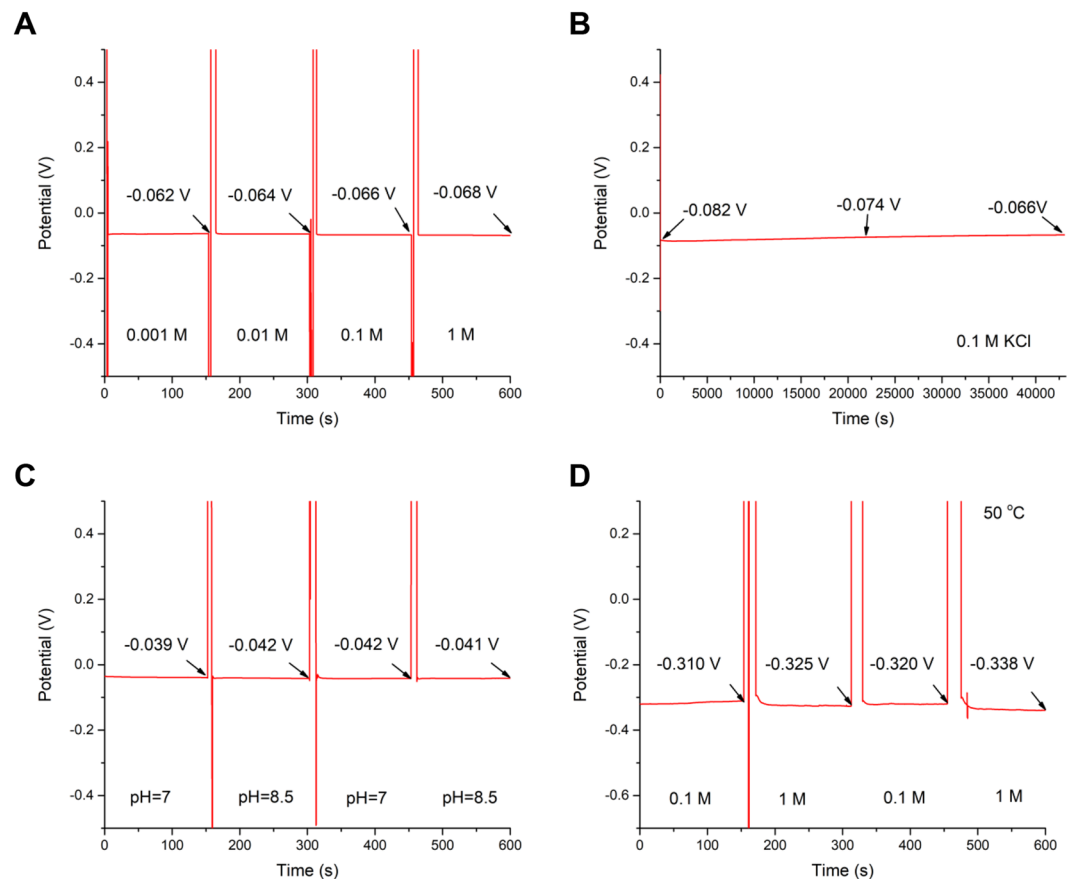 A
Potential (V)
0.4
0.2
0.0
-0.2
-0.4
-0.062 V
-0.064 V
-0.066 V
-0.068 V
0.001 M
0.01 M
0.1 M
1 M
0 100 200 300 400 500 600
Time (s)
B
Potential (V)
0.4
0.2
0.0
-0.2
-0.4
-0.082 V
-0.074 V
-0.066V
0.1 M KCl
0 5000 10000 15000 20000 25000 30000 35000 40000
Time (s)
C
Potential (V)
0.4
0.2
0.0
-0.2
-0.4
-0.039 V
-0.042 V
-0.042 V
-0.041 V
pH=7
pH=8.5
pH=7
pH=8.5
0 100 200 300 400 500 600
Time (s)
D
50 °C
Potential (V)
0.2
0.0
-0.2
-0.4
-0.6
-0.310 V
-0.325 V
-0.320 V
-0.338 V
0.1 M
1 M
0.1 M
1 M
0 100 200 300 400 500 600
Time (s)